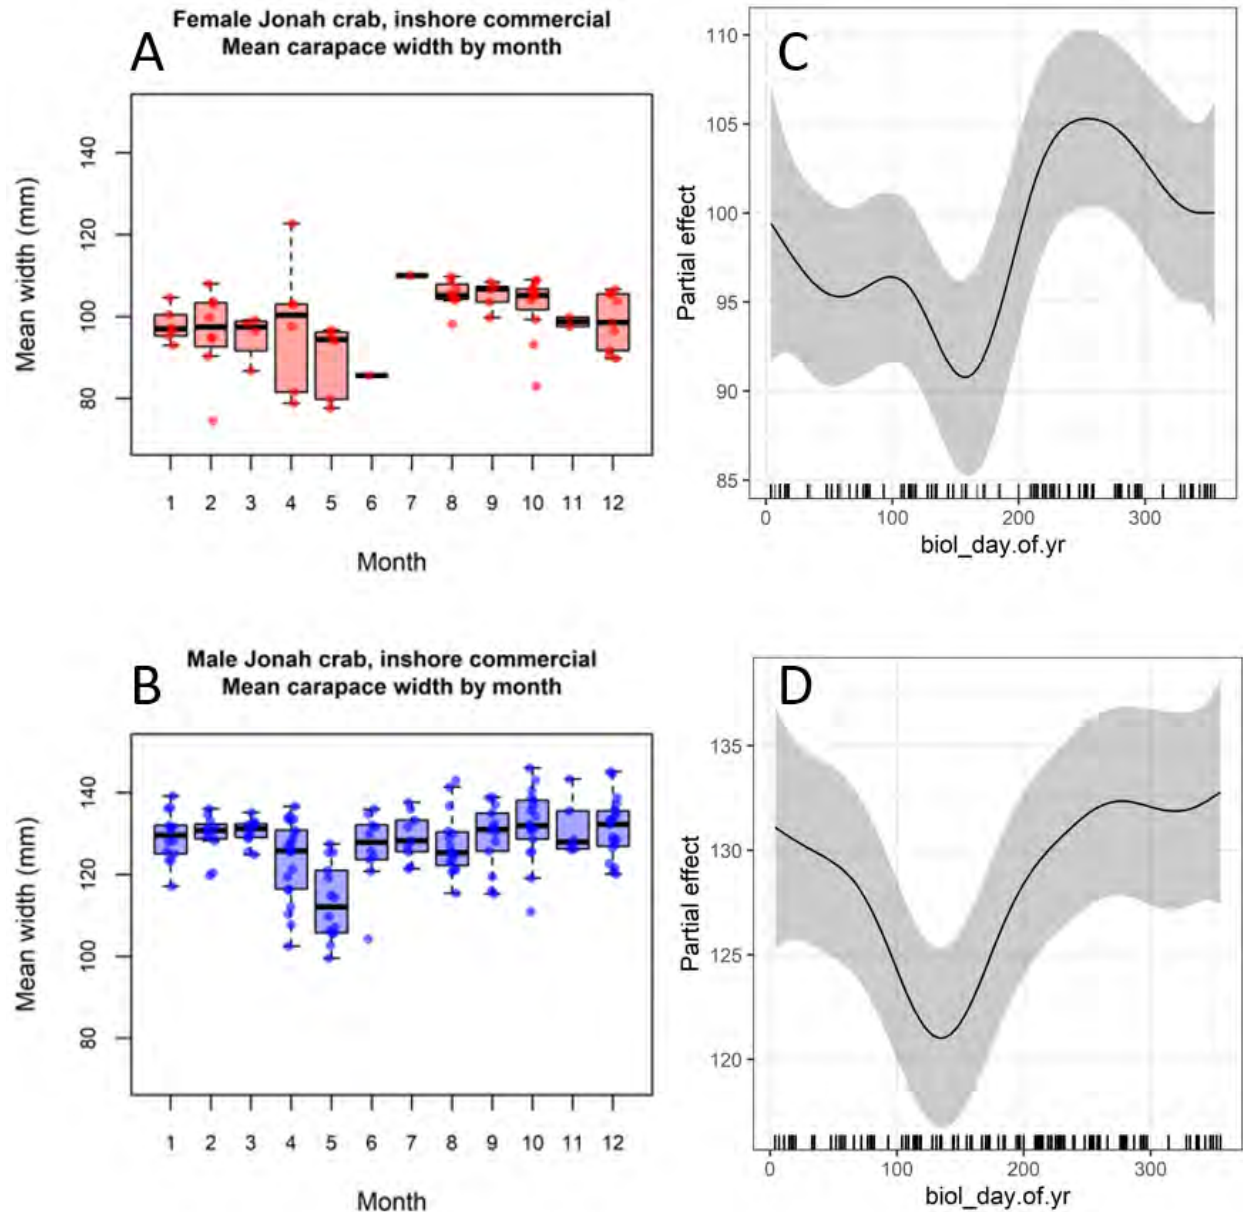 Female Jonah crab, inshore commercial
Mean carapace width by month
A
Mean width (mm)
140
120
100
80
1 2 3 4 5 6 7 8 9 10 11 12
Month
C
Partial effect
110
105
100
95
90
85
0 100 200 300
biol_day.of.yr
Male Jonah crab, inshore commercial
Mean carapace width by month
B
Mean width (mm)
140
120
100
80
1 2 3 4 5 6 7 8 9 10 11 12
Month
D
Partial effect
135
130
125
120
0 100 200 300
biol_day.of.yr